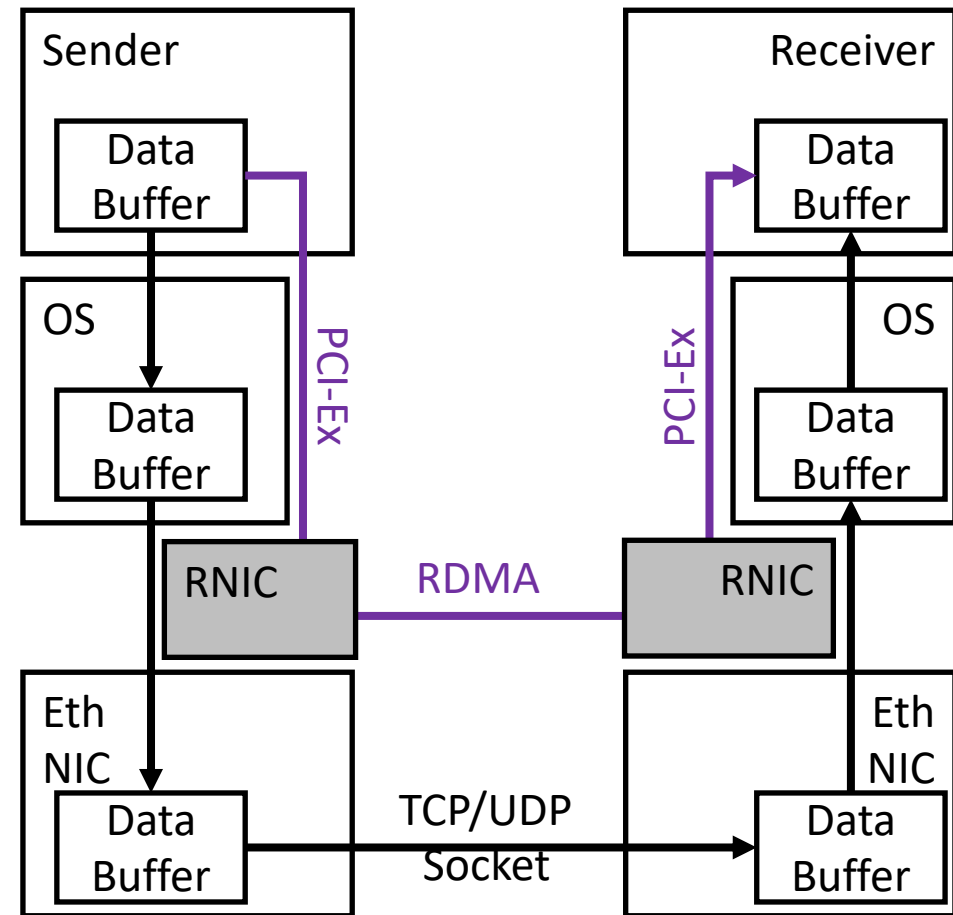 Sender
Receiver
Data
Buffer
Data
Buffer
OS
OS
PCI-Ex
PCI-Ex
Data
Buffer
Data
Buffer
RNIC
RDMA
RNIC
Eth
NIC
Eth
NIC
TCP/UDP
Socket
Data
Buffer
Data
Buffer